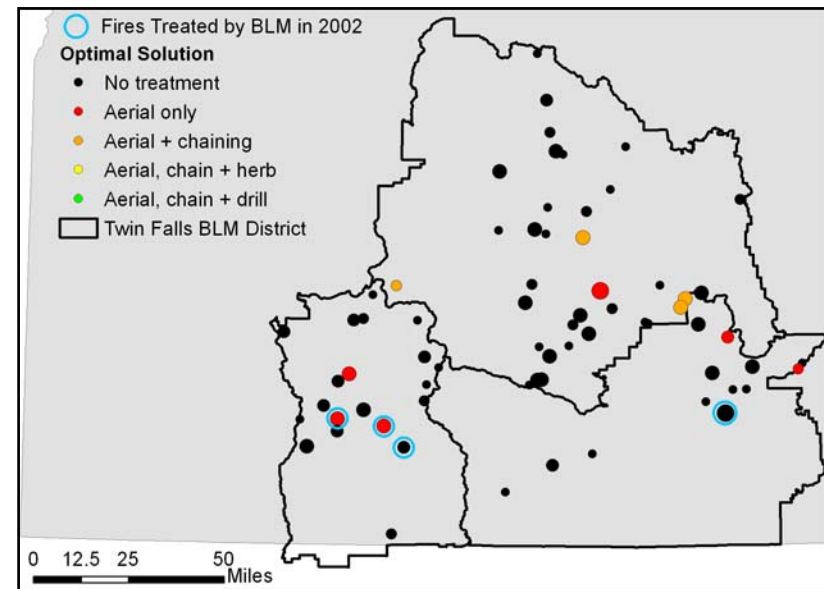 Fires Treated by BLM in 2002
Optimal Solution
No treatment
Aerial only
Aerial + chaining
Aerial, chain + herb
Aerial, chain + drill
Twin Falls BLM District
0 12.5 25 50
Miles